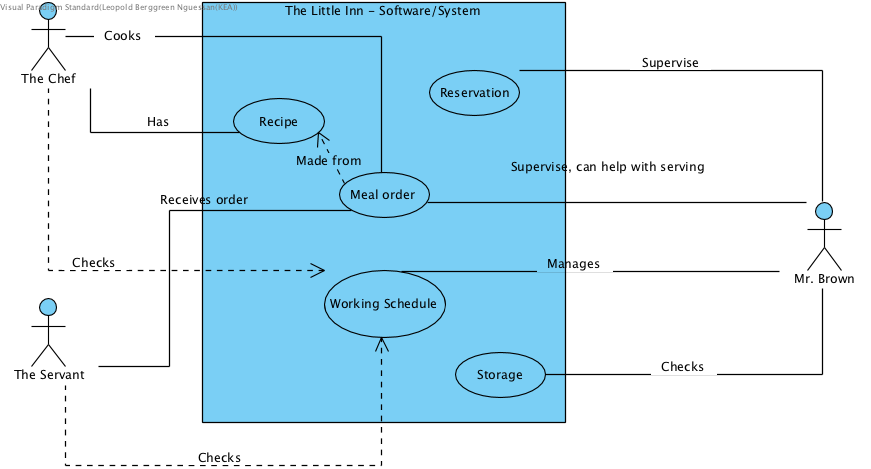 Visual Paradigm Standard(Leopold Berggreen Nguessan(KEA))
The Little Inn - Software/System
Cooks
The Chef
Supervise
Reservation
Has
Recipe
Made from
Supervise, can help with serving
Receives order
Meal order
Checks
Manages
Mr. Brown
Working Schedule
The Servant
Storage
Checks
Checks